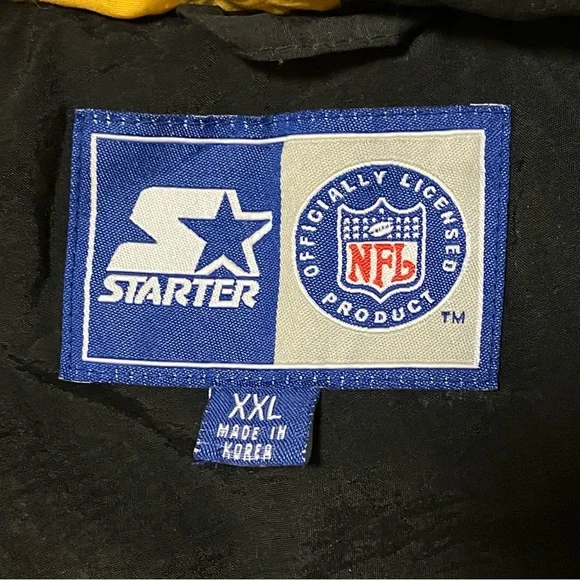 STARTER
OFFICIALLY LICENSED
NFL
PRODUCT
TM
XXL
MADE IN
KOREA